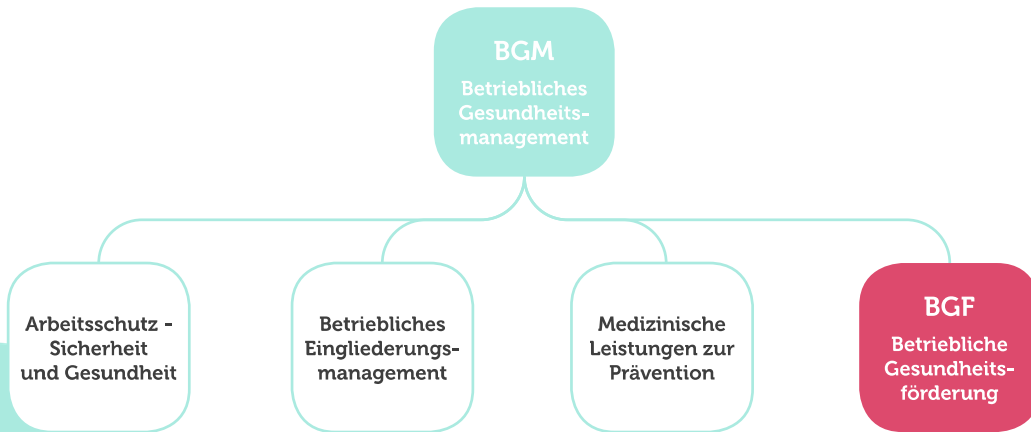 BGM
Betriebliches
Gesundheits-
management
Arbeitsschutz -
Sicherheit
und Gesundheit
Betriebliches
Eingliederungs-
management
Medizinische
Leistungen zur
Prävention
BGF
Betriebliche
Gesundheits-
förderung